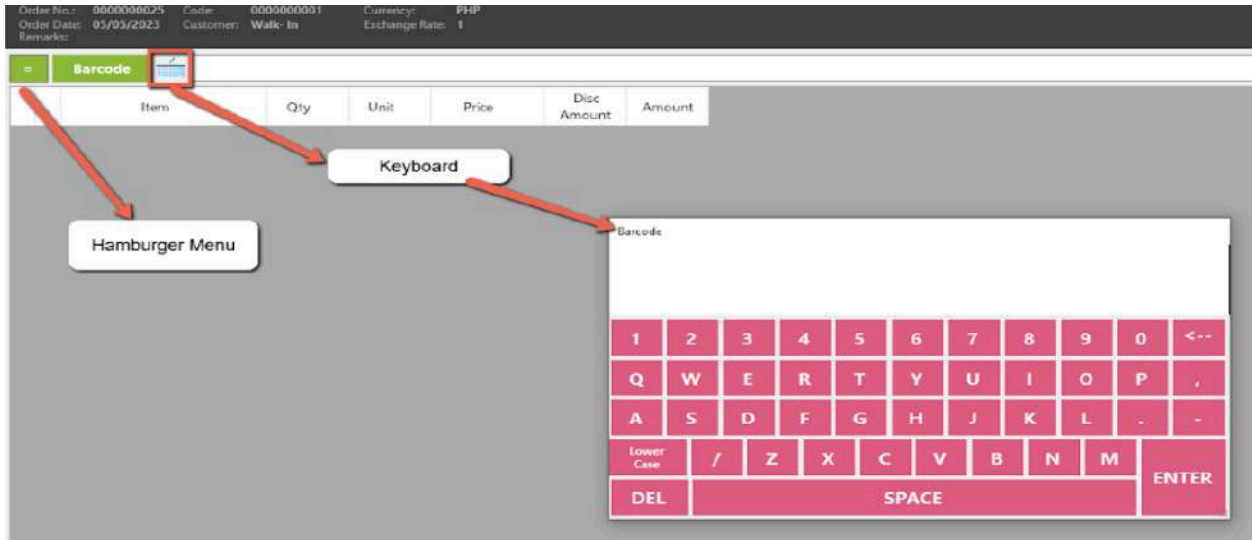 Order No.: 0000000025 Code: 0000000001 Currency: PHP
Order Date: 05/05/2023 Customer: Walk- In Exchange Rate: 1
Remarks:
= Barcode
Item Qty Unit Price Disc Amount Amount
Keyboard
Hamburger Menu
Barcode
1 2 3 4 5 6 7 8 9 0 <--
Q W E R T Y U I O P ,
A S D F G H J K L . -
Lower Case / Z X C V B N M ENTER
DEL SPACE